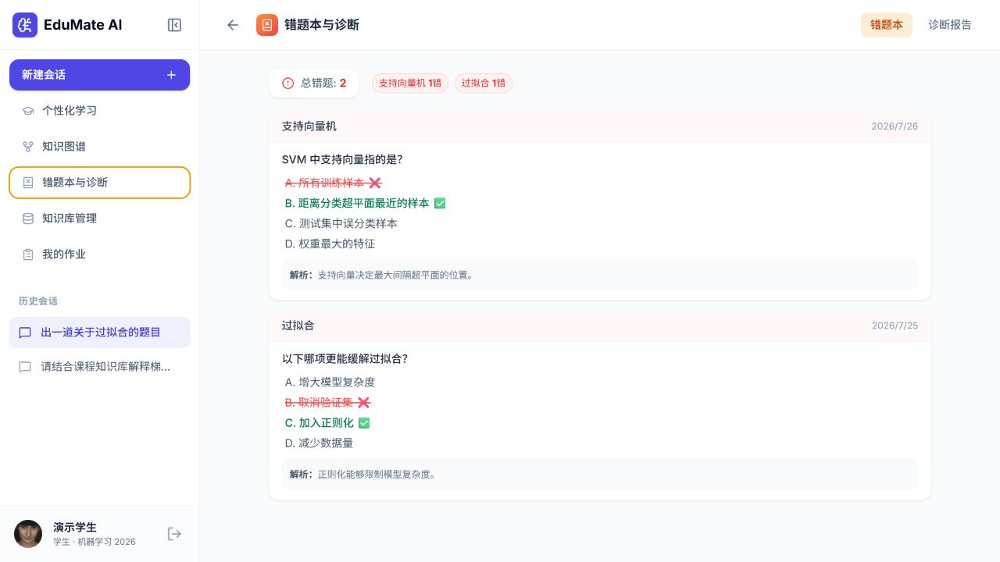 EduMate AI
新建会话
个性化学习
知识图谱
错题本与诊断
知识库管理
我的作业
历史会话
出一道关于过拟合的题目
请结合课程知识库解释梯...
演示学生
学生 · 机器学习 2026
错题本与诊断
错题本
诊断报告
总错题: 2
支持向量机 1错
过拟合 1错
支持向量机
2026/7/26
SVM 中支持向量指的是?
A. 所有训练样本 ❌
B. 距离分类超平面最近的样本 ✅
C. 测试集中误分类样本
D. 权重最大的特征
解析：支持向量决定最大间隔超平面的位置。
过拟合
2026/7/25
以下哪项更能缓解过拟合?
A. 增大模型复杂度
B. 取消验证集 ❌
C. 加入正则化 ✅
D. 减少数据量
解析：正则化能够限制模型复杂度。